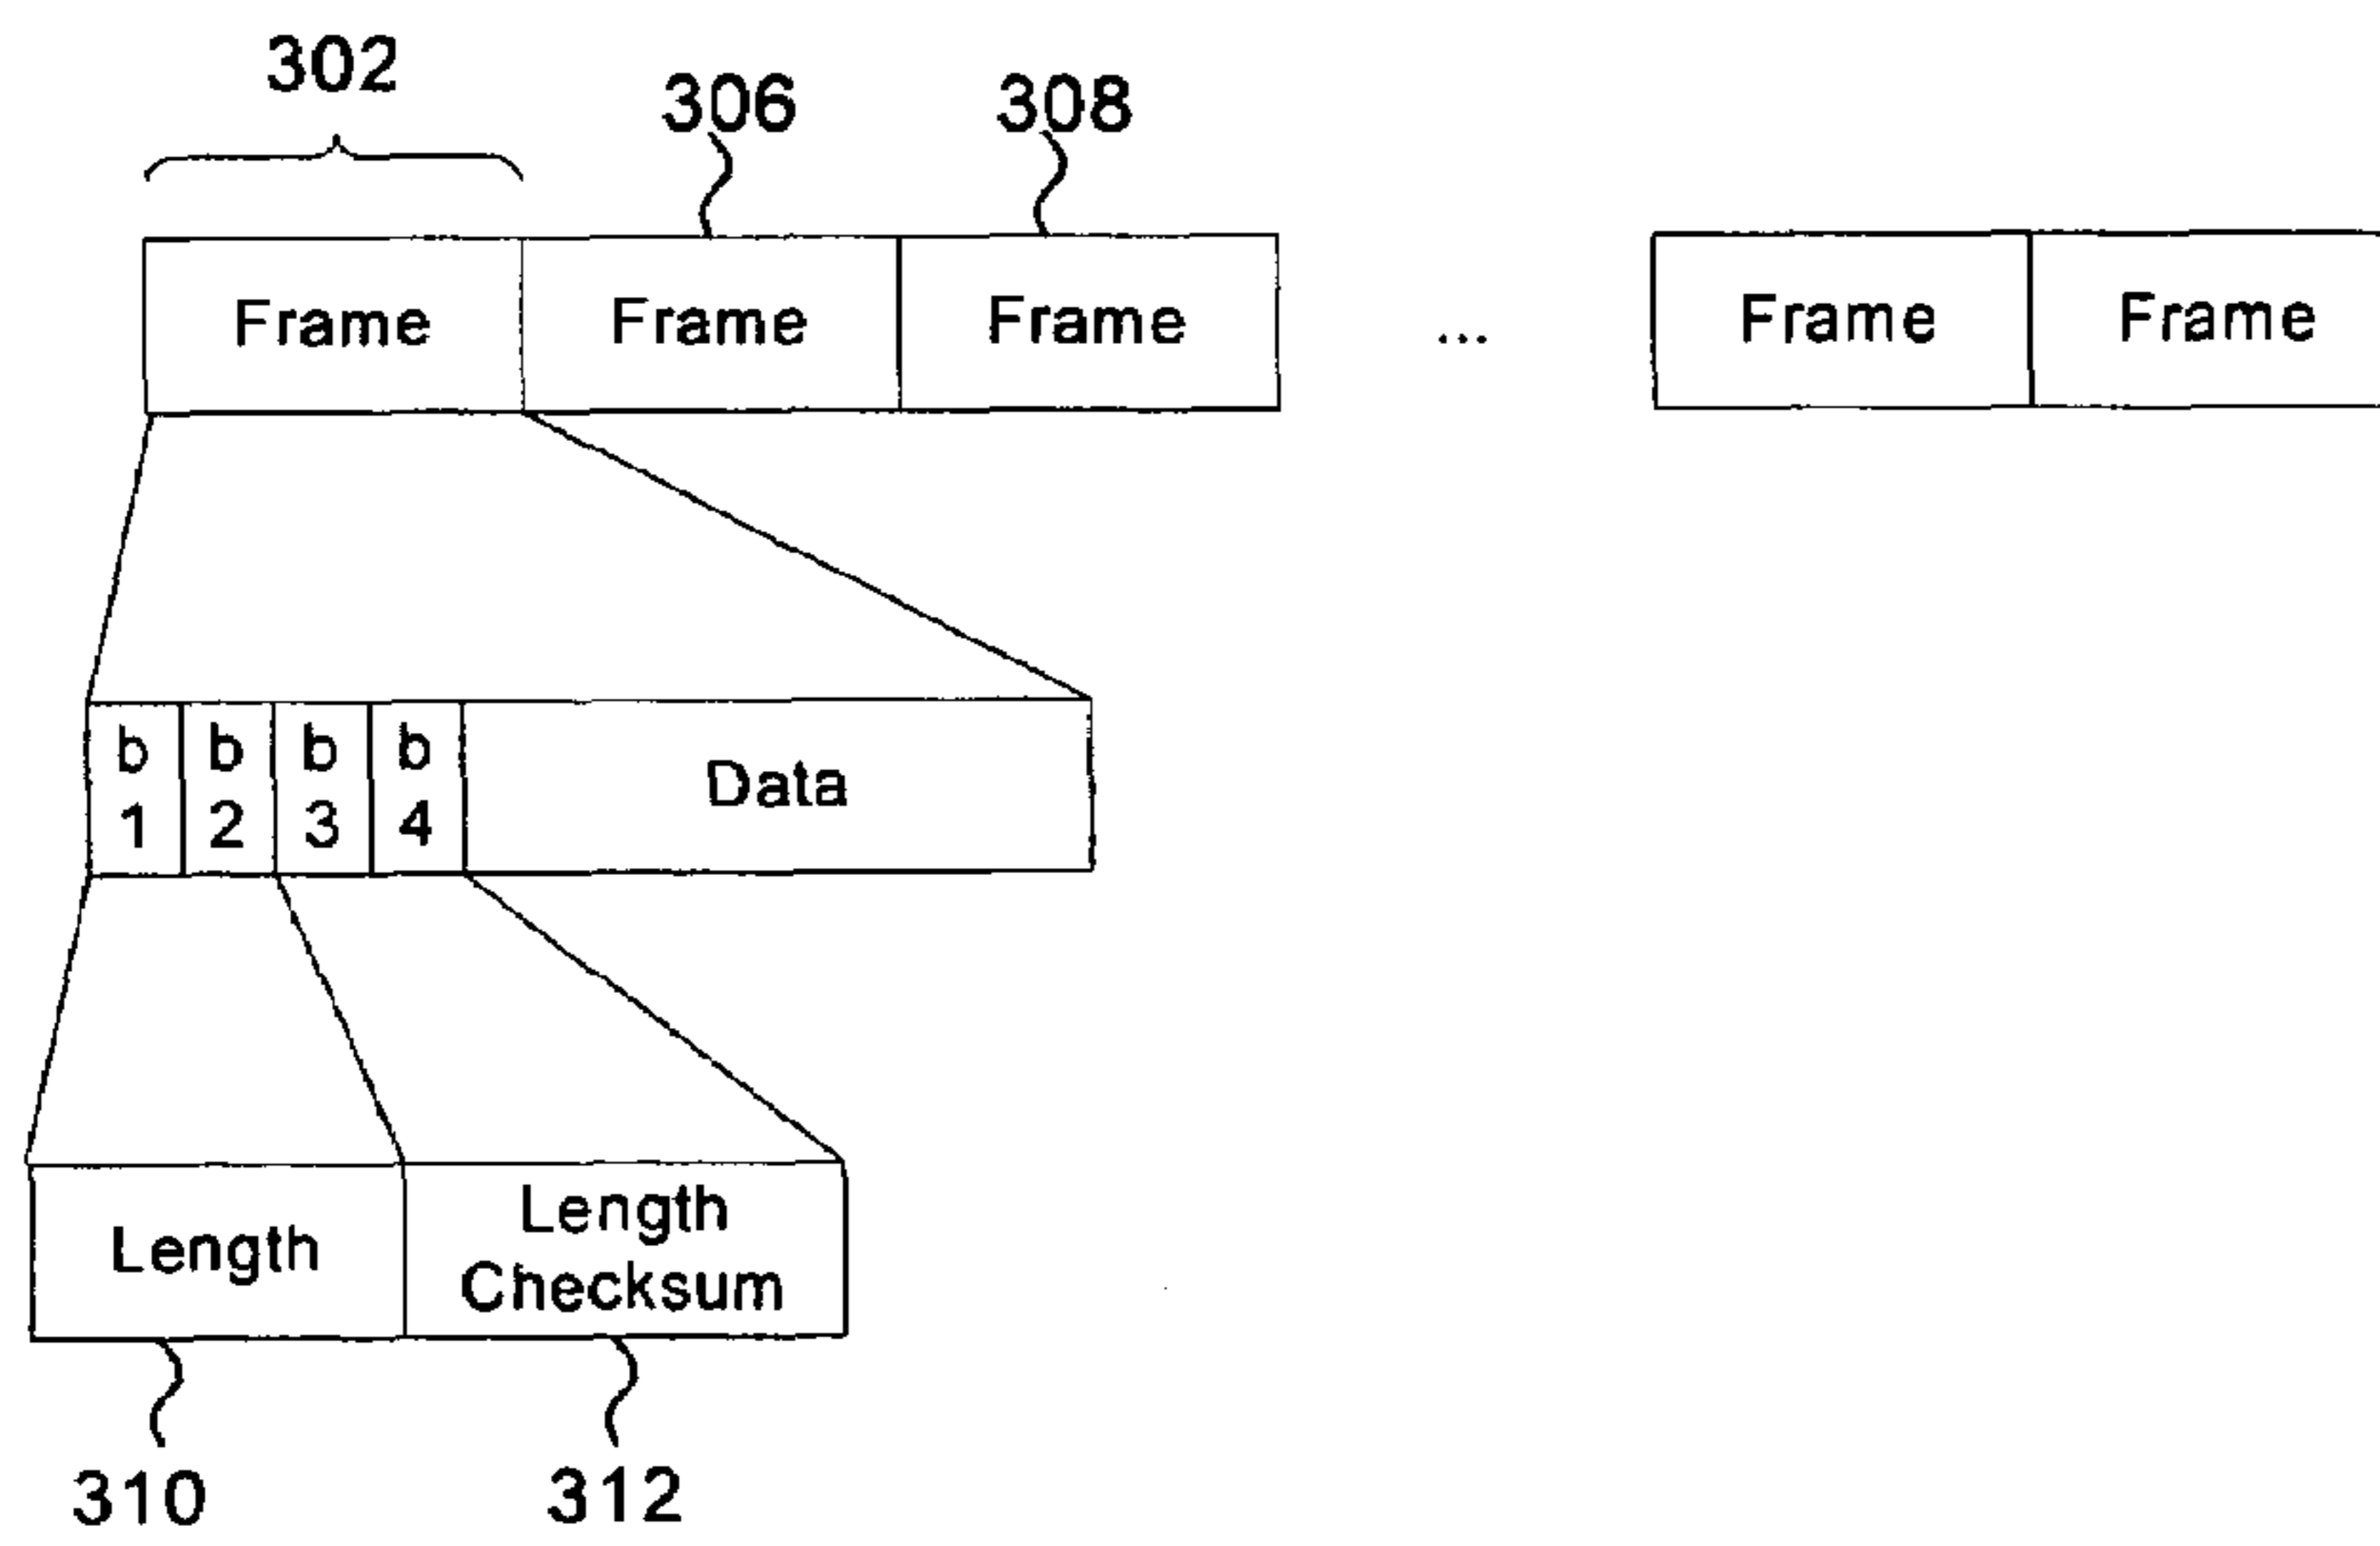 302
306
308
Frame
Frame
Frame
...
Frame
Frame
b
1
b
2
b
3
b
4
Data
Length
Length
Checksum
310
312